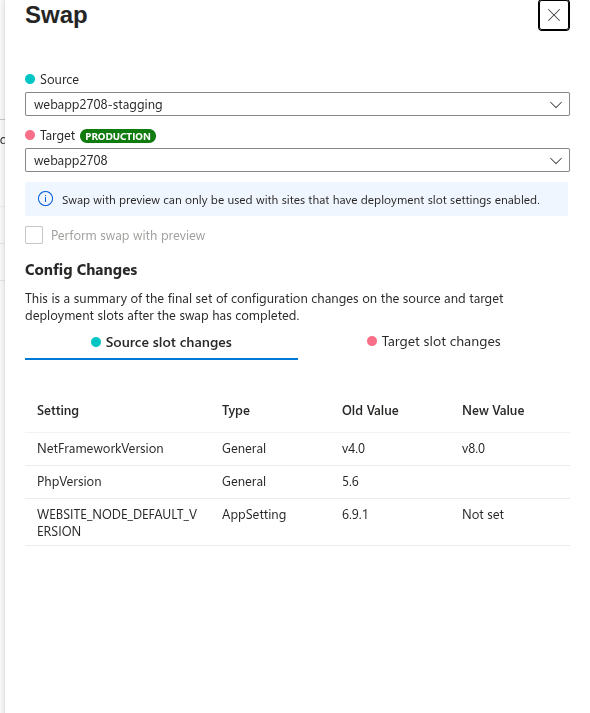 Swap
Source
webapp2708-stagging
Target PRODUCTION
webapp2708
Swap with preview can only be used with sites that have deployment slot settings enabled.
Perform swap with preview
Config Changes
This is a summary of the final set of configuration changes on the source and target
deployment slots after the swap has completed.
Source slot changes Target slot changes
Setting Type Old Value New Value
NetFrameworkVersion General v4.0 v8.0
PhpVersion General 5.6
WEBSITE_NODE_DEFAULT_V AppSetting 6.9.1 Not set
ERSION